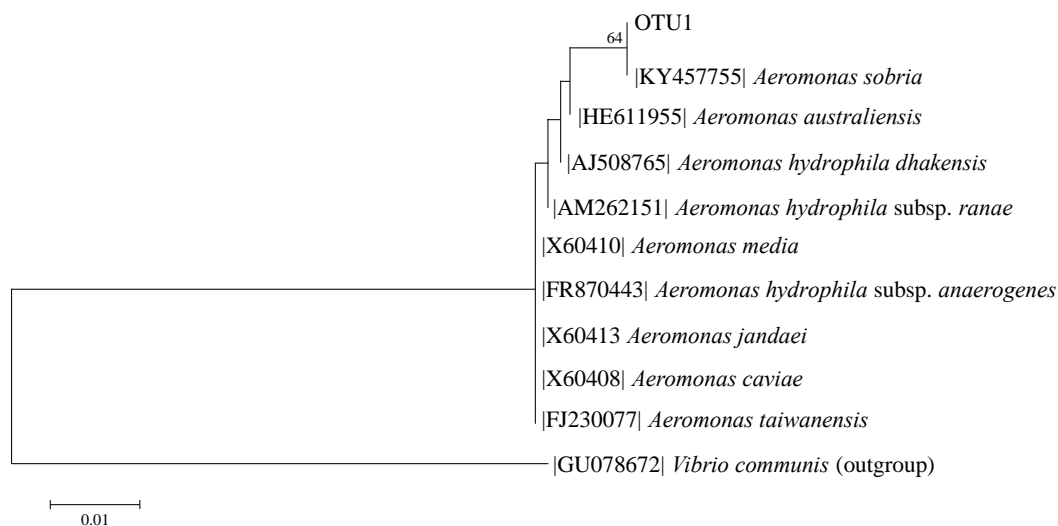 OTU1
64
|KY457755| Aeromonas sobria
|HE611955| Aeromonas australiensis
|AJ508765| Aeromonas hydrophila dhakensis
|AM262151| Aeromonas hydrophila subsp. ranae
|X60410| Aeromonas media
|FR870443| Aeromonas hydrophila subsp. anaerogenes
|X60413 Aeromonas jandaei
|X60408| Aeromonas caviae
|FJ230077| Aeromonas taiwanensis
|GU078672| Vibrio communis (outgroup)
0.01